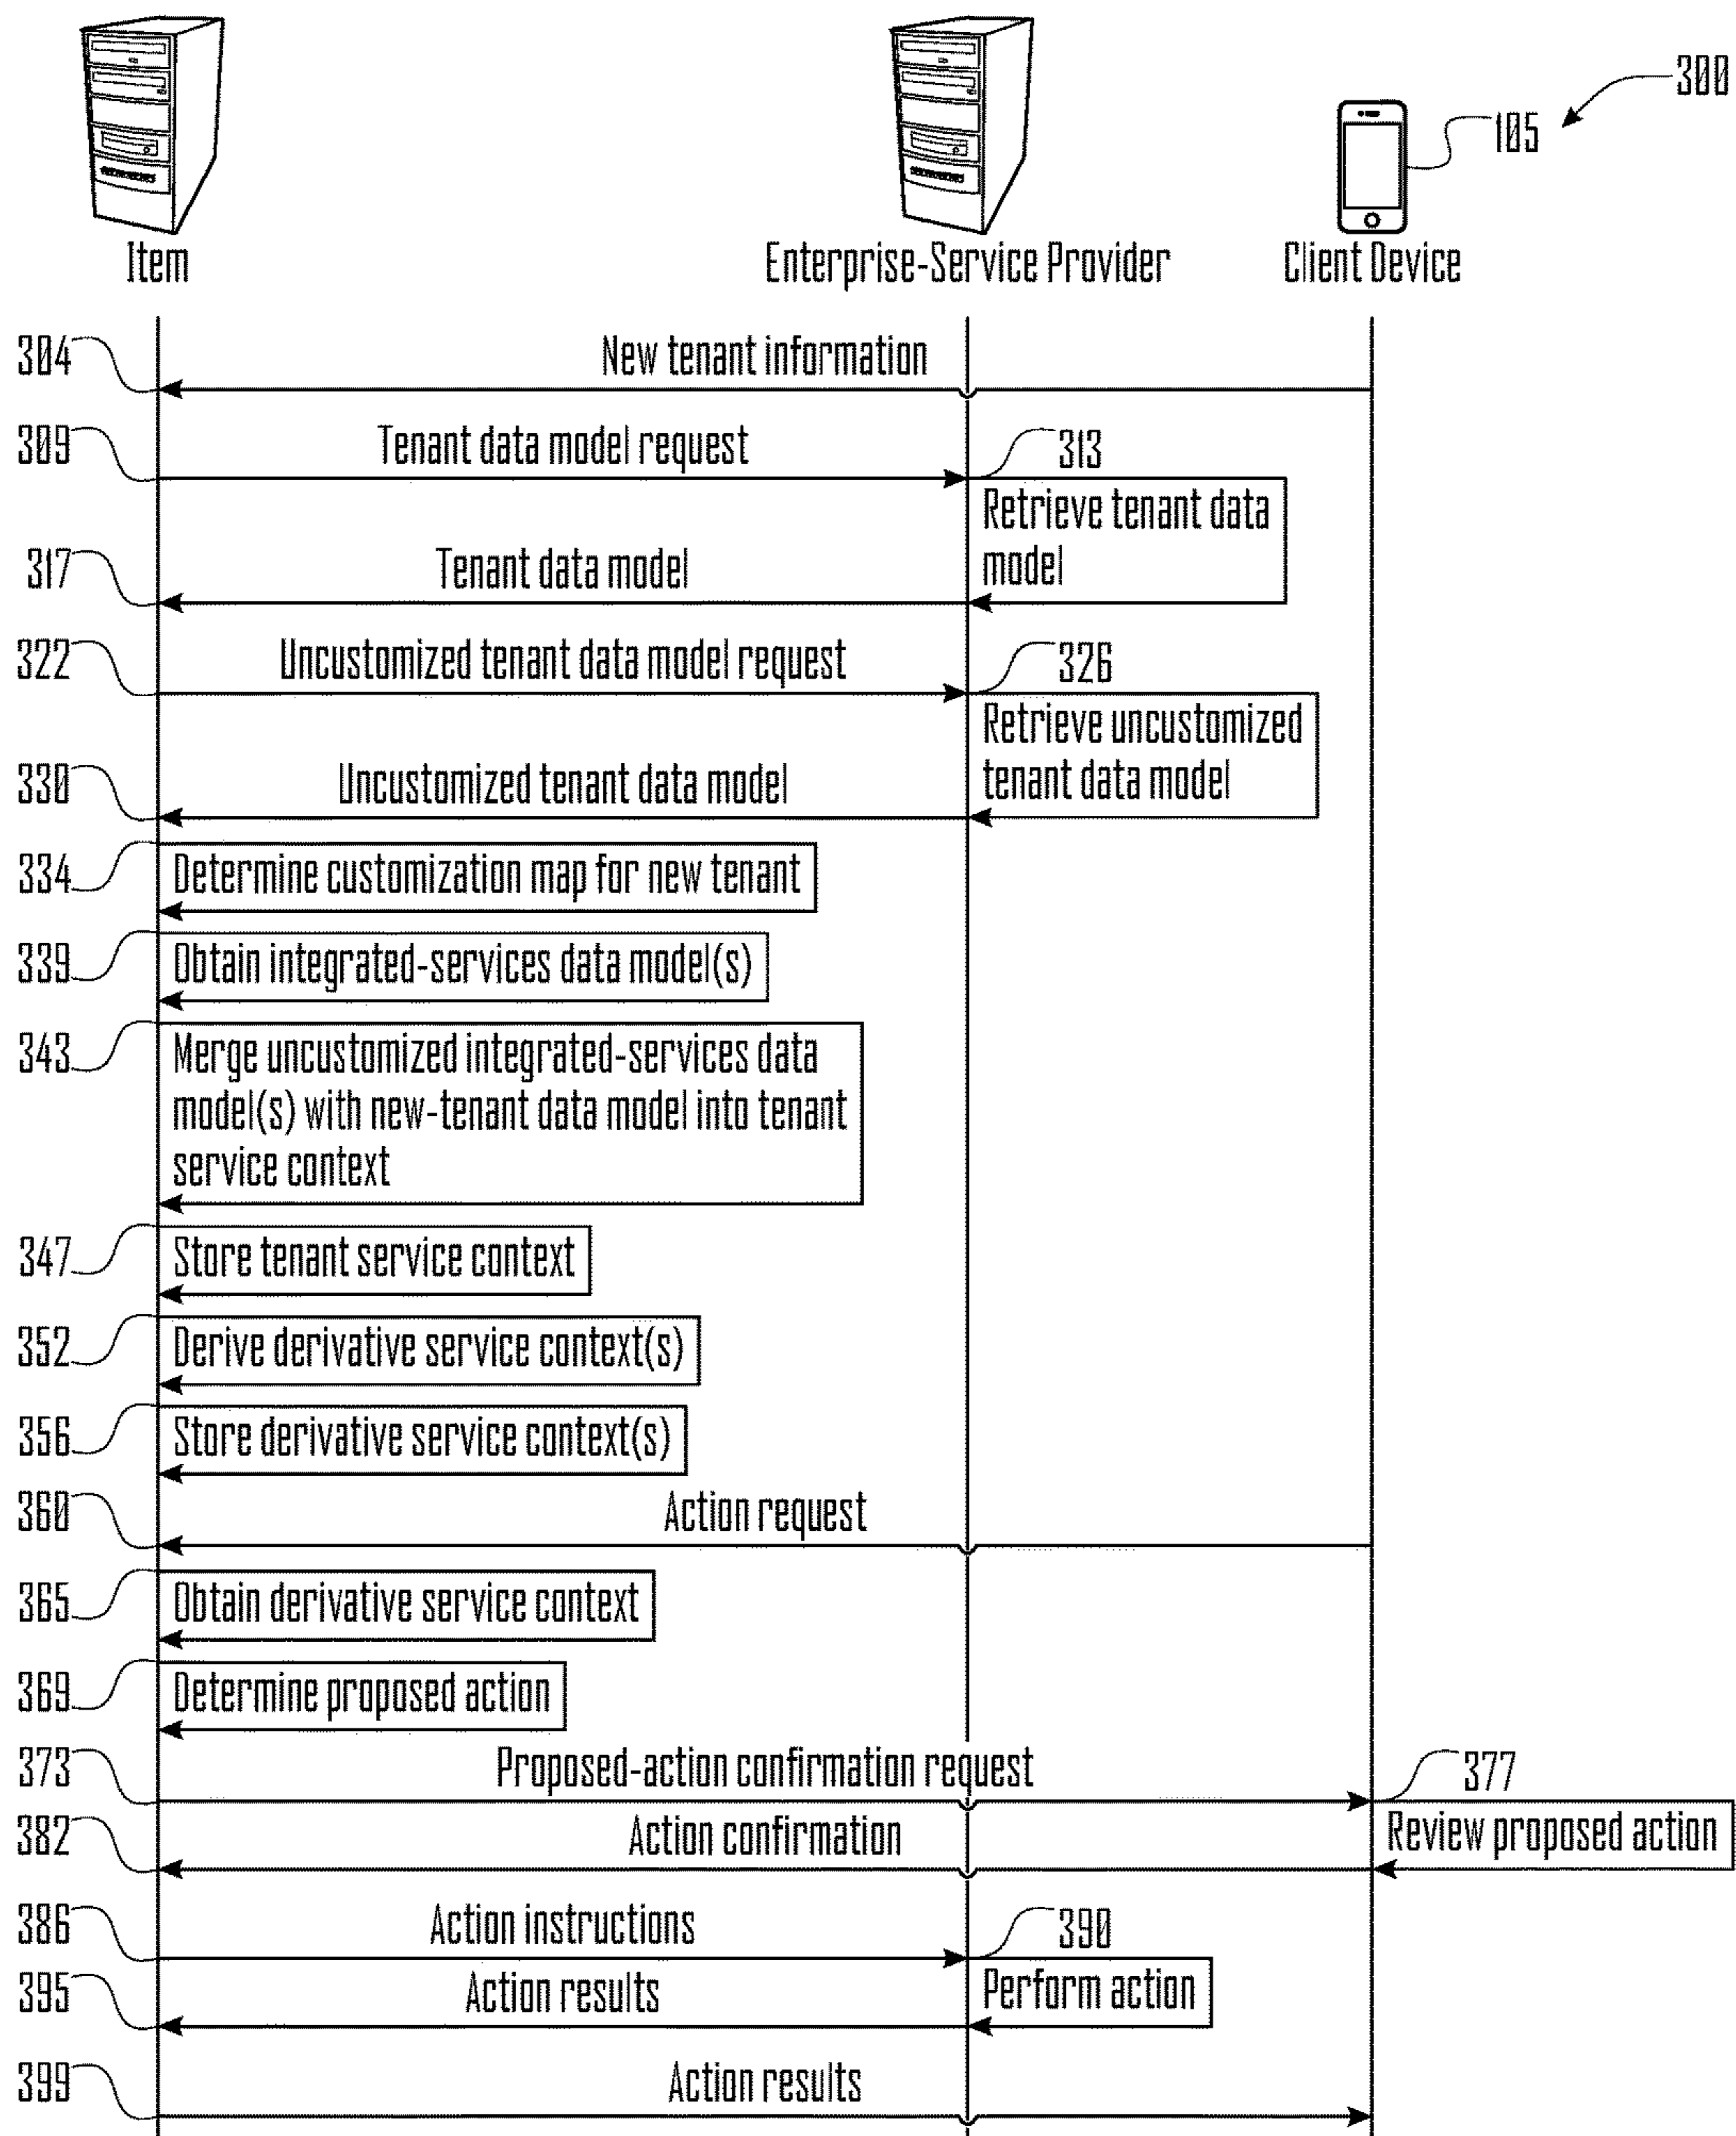 300
105
Item
Enterprise-Service Provider
Client Device
304
New tenant information
309
Tenant data model request
313
Retrieve tenant data
model
317
Tenant data model
322
Uncustomized tenant data model request
326
Retrieve uncustomized
tenant data model
330
Uncustomized tenant data model
334
Determine customization map for new tenant
339
Obtain integrated-services data model(s)
343
Merge uncustomized integrated-services data
model(s) with new-tenant data model into tenant
service context
347
Store tenant service context
352
Derive derivative service context(s)
356
Store derivative service context(s)
360
Action request
365
Obtain derivative service context
369
Determine proposed action
373
Proposed-action confirmation request
377
Review proposed action
382
Action confirmation
386
Action instructions
390
Perform action
395
Action results
399
Action results